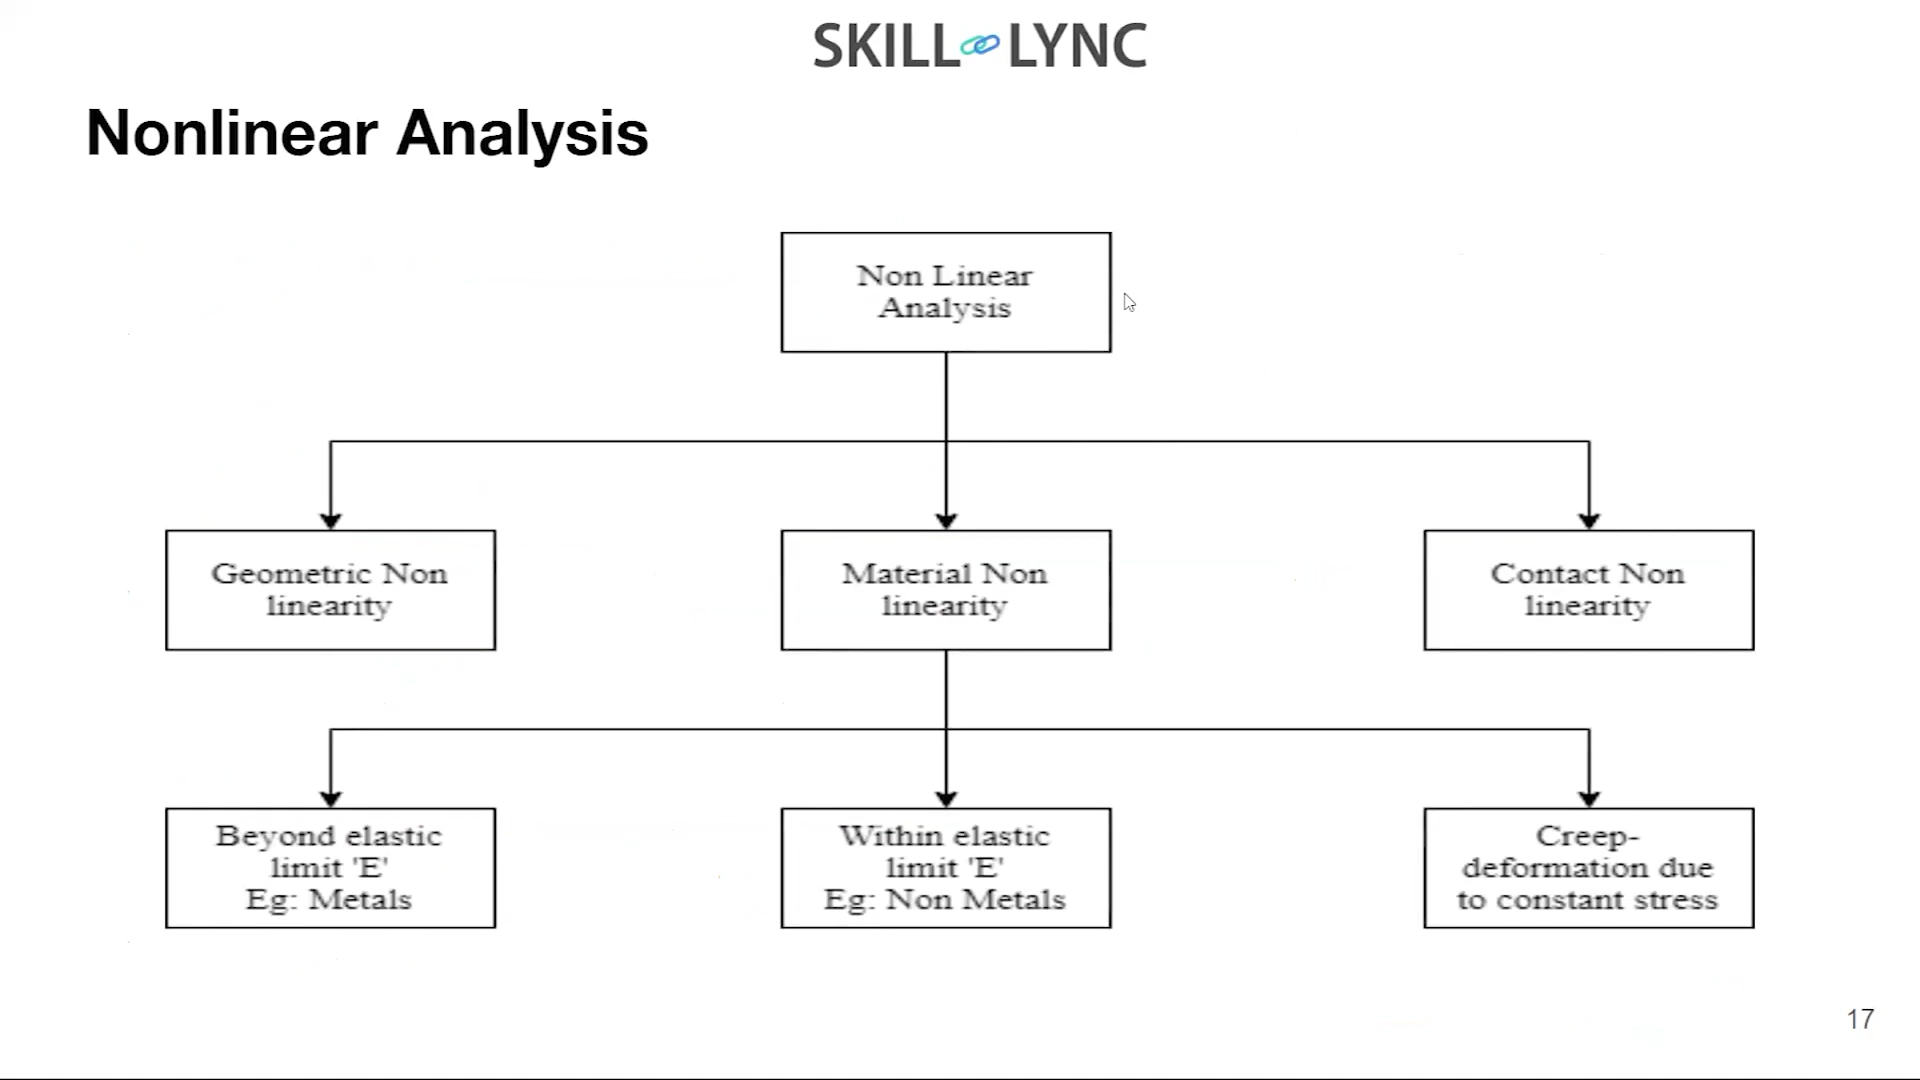 SKILL LYNC
Nonlinear Analysis
Non Linear
Analysis
Geometric Non
linearity
Material Non
linearity
Contact Non
linearity
Beyond elastic
limit 'E'
Eg: Metals
Within elastic
limit 'E'
Eg: Non Metals
Creep-
deformation due
to constant stress
17